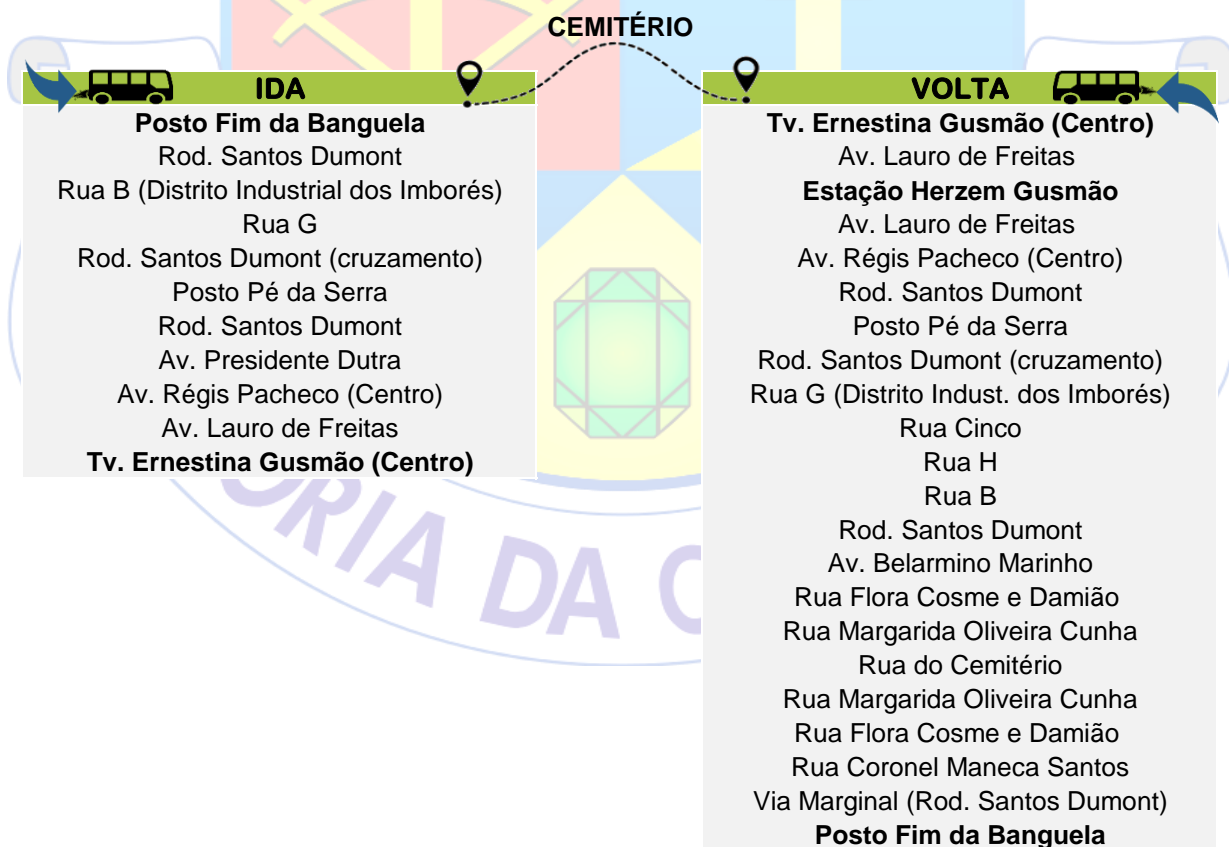 CEMITÉRIO
IDA
Posto Fim da Banguela
Rod. Santos Dumont
Rua B (Distrito Industrial dos Imborés)
Rua G
Rod. Santos Dumont (cruzamento)
Posto Pé da Serra
Rod. Santos Dumont
Av. Presidente Dutra
Av. Régis Pacheco (Centro)
Av. Lauro de Freitas
Tv. Ernestina Gusmão (Centro)
VOLTA
Tv. Ernestina Gusmão (Centro)
Av. Lauro de Freitas
Estação Herzem Gusmão
Av. Lauro de Freitas
Av. Régis Pacheco (Centro)
Rod. Santos Dumont
Posto Pé da Serra
Rod. Santos Dumont (cruzamento)
Rua G (Distrito Indust. dos Imborés)
Rua Cinco
Rua H
Rua B
Rod. Santos Dumont
Av. Belarmino Marinho
Rua Flora Cosme e Damião
Rua Margarida Oliveira Cunha
Rua do Cemitério
Rua Margarida Oliveira Cunha
Rua Flora Cosme e Damião
Rua Coronel Maneca Santos
Via Marginal (Rod. Santos Dumont)
Posto Fim da Banguela
DA